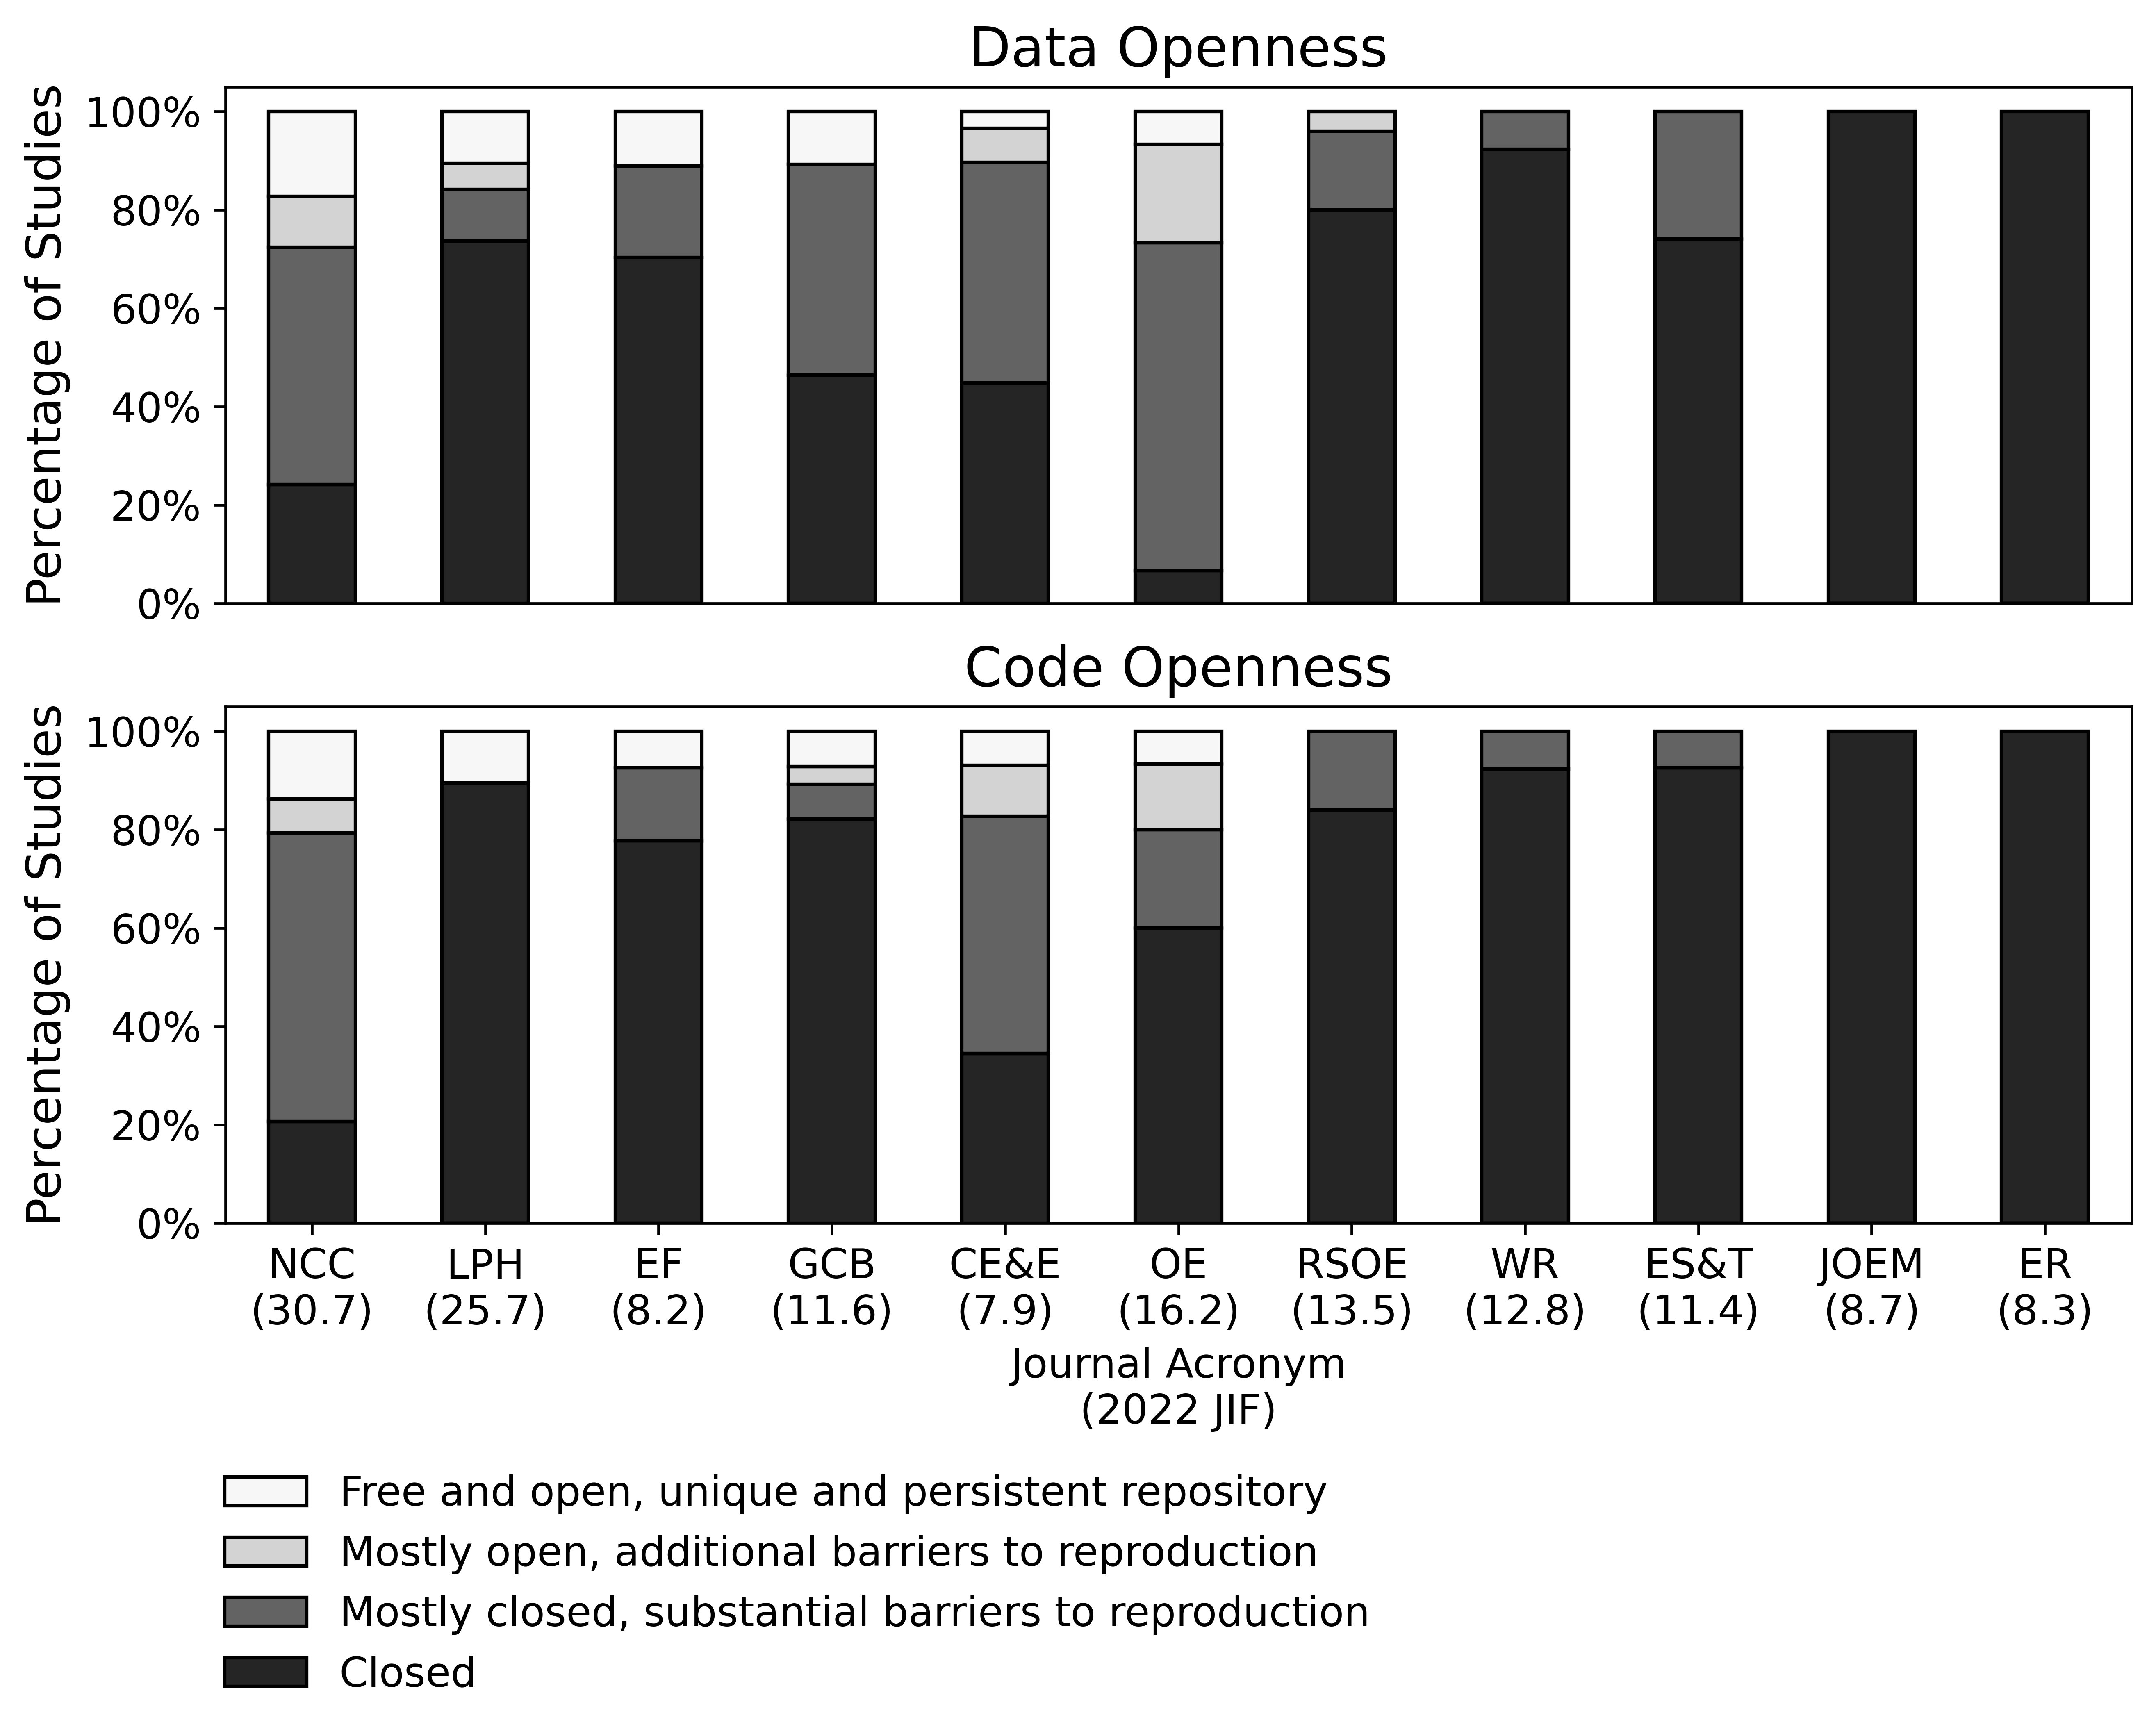 Data Openness
Percentage of Studies
100%
80%
60%
40%
20%
0%
Code Openness
Percentage of Studies
100%
80%
60%
40%
20%
0%
NCC LPH EF GCB CE&E OE RSOE WR ES&T JOEM ER
(30.7) (25.7) (8.2) (11.6) (7.9) (16.2) (13.5) (12.8) (11.4) (8.7) (8.3)
Journal Acronym
(2022 JIF)
Free and open, unique and persistent repository
Mostly open, additional barriers to reproduction
Mostly closed, substantial barriers to reproduction
Closed